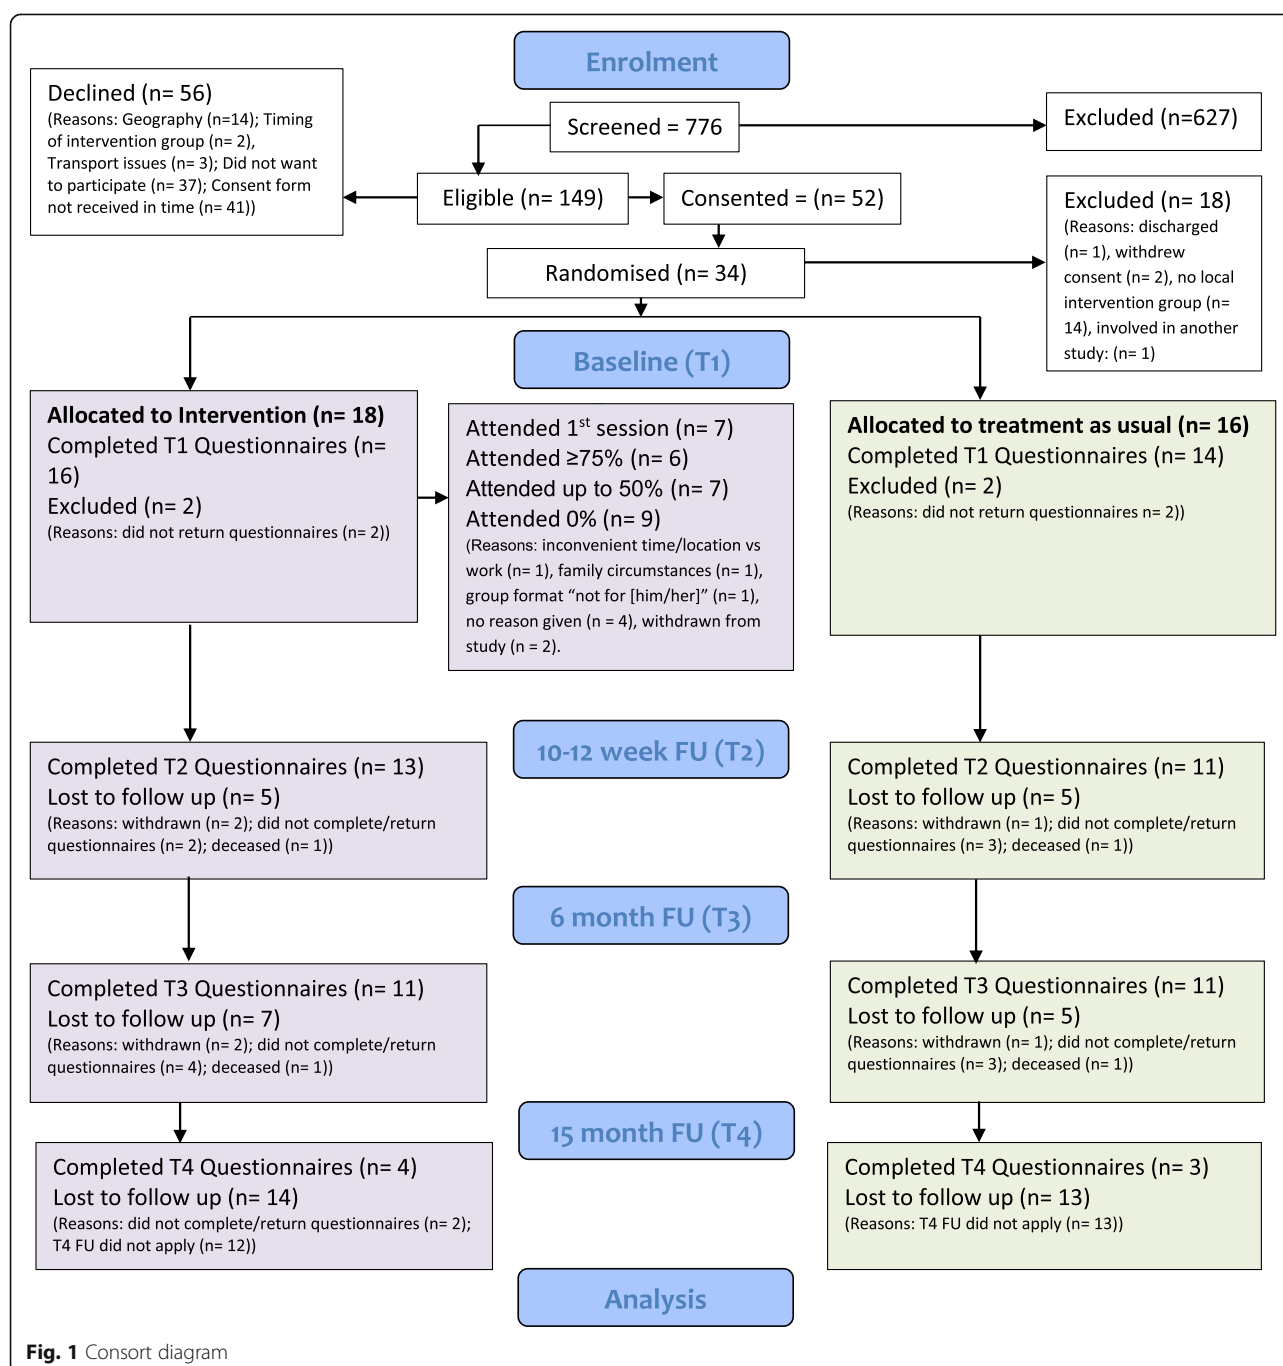 Enrolment
Declined (n= 56)
(Reasons: Geography (n=14); Timing
of intervention group (n= 2),
Transport issues (n= 3); Did not want
to participate (n= 37); Consent form
not received in time (n= 41))
Screened = 776
Excluded (n=627)
Eligible (n= 149)
Consented = (n= 52)
Excluded (n= 18)
(Reasons: discharged
(n= 1), withdrew
consent (n= 2), no local
intervention group (n=
14), involved in another
study: (n= 1)
Randomised (n= 34)
Baseline (T1)
Allocated to Intervention (n= 18)
Completed T1 Questionnaires (n=
16)
Excluded (n= 2)
(Reasons: did not return questionnaires (n= 2))
Attended 1st session (n= 7)
Attended ≥75% (n= 6)
Attended up to 50% (n= 7)
Attended 0% (n= 9)
(Reasons: inconvenient time/location vs
work (n= 1), family circumstances (n= 1),
group format “not for [him/her]” (n= 1),
no reason given (n = 4), withdrawn from
study (n = 2).
Allocated to treatment as usual (n= 16)
Completed T1 Questionnaires (n= 14)
Excluded (n= 2)
(Reasons: did not return questionnaires n= 2))
10-12 week FU (T2)
Completed T2 Questionnaires (n= 13)
Lost to follow up (n= 5)
(Reasons: withdrawn (n= 2); did not complete/return
questionnaires (n= 2); deceased (n= 1))
Completed T2 Questionnaires (n= 11)
Lost to follow up (n= 5)
(Reasons: withdrawn (n= 1); did not complete/return
questionnaires (n= 3); deceased (n= 1))
6 month FU (T3)
Completed T3 Questionnaires (n= 11)
Lost to follow up (n= 7)
(Reasons: withdrawn (n= 2); did not complete/return
questionnaires (n= 4); deceased (n= 1))
Completed T3 Questionnaires (n= 11)
Lost to follow up (n= 5)
(Reasons: withdrawn (n= 1); did not complete/return
questionnaires (n= 3); deceased (n= 1))
15 month FU (T4)
Completed T4 Questionnaires (n= 4)
Lost to follow up (n= 14)
(Reasons: did not complete/return questionnaires (n= 2);
T4 FU did not apply (n= 12))
Completed T4 Questionnaires (n= 3)
Lost to follow up (n= 13)
(Reasons: T4 FU did not apply (n= 13))
Analysis
Fig. 1 Consort diagram